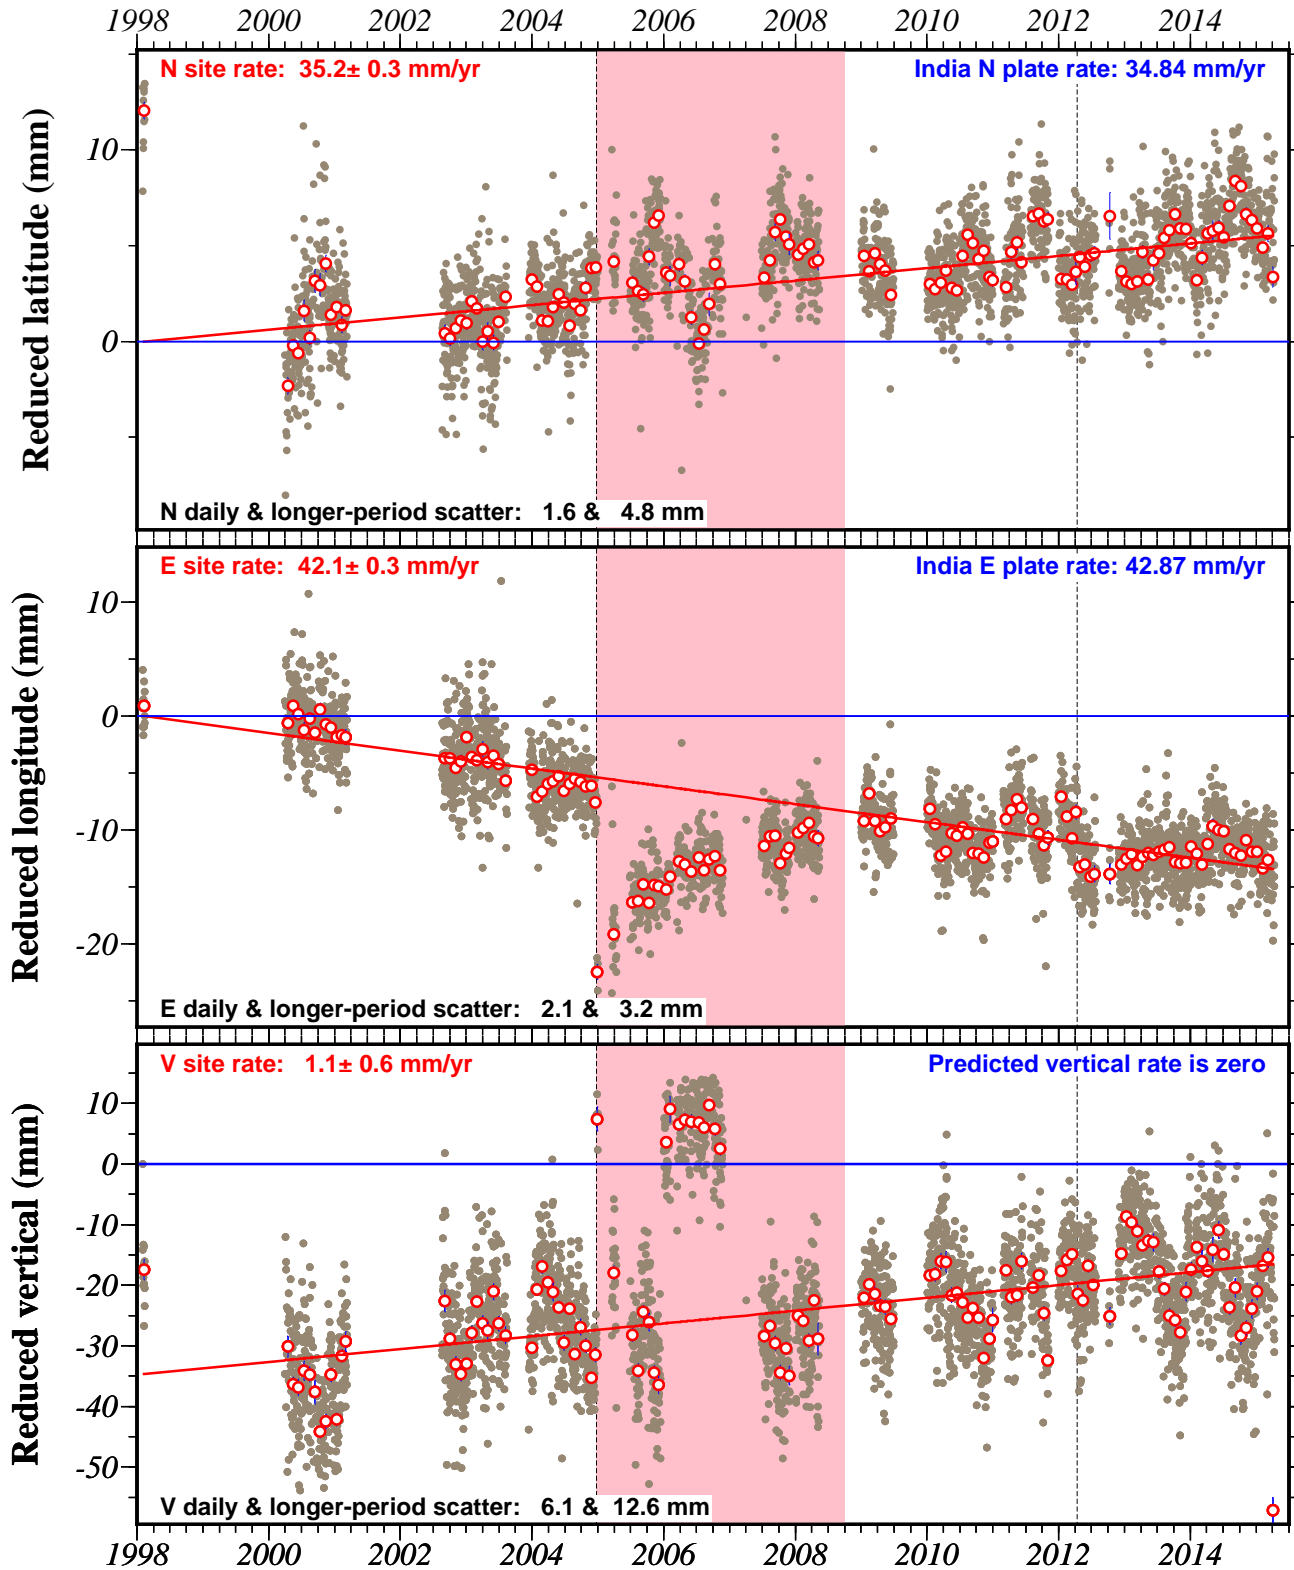 1998 2000 2002 2004 2006 2008 2010 2012 2014
N site rate: 35.2± 0.3 mm/yr India N plate rate: 34.84 mm/yr
Reduced latitude (mm)
10
0
N daily & longer-period scatter: 1.6 & 4.8 mm
E site rate: 42.1± 0.3 mm/yr India E plate rate: 42.87 mm/yr
Reduced longitude (mm)
10
0
-10
-20
E daily & longer-period scatter: 2.1 & 3.2 mm
V site rate: 1.1± 0.6 mm/yr Predicted vertical rate is zero
Reduced vertical (mm)
10
0
-10
-20
-30
-40
-50
V daily & longer-period scatter: 6.1 & 12.6 mm
1998 2000 2002 2004 2006 2008 2010 2012 2014